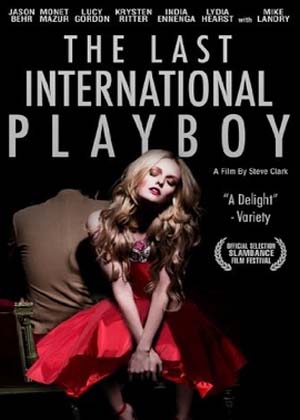 JASON BEHR MONET MAZUR LUCY GORDON KRYSTEN RITTER INDIA ENNENGA LYDIA HEARST with MIKE LANDRY
THE LAST
INTERNATIONAL
PLAYBOY
A Film By Steve Clark
"A Delight"
- Variety
OFFICIAL SELECTION
SLAMDANCE
FILM FESTIVAL